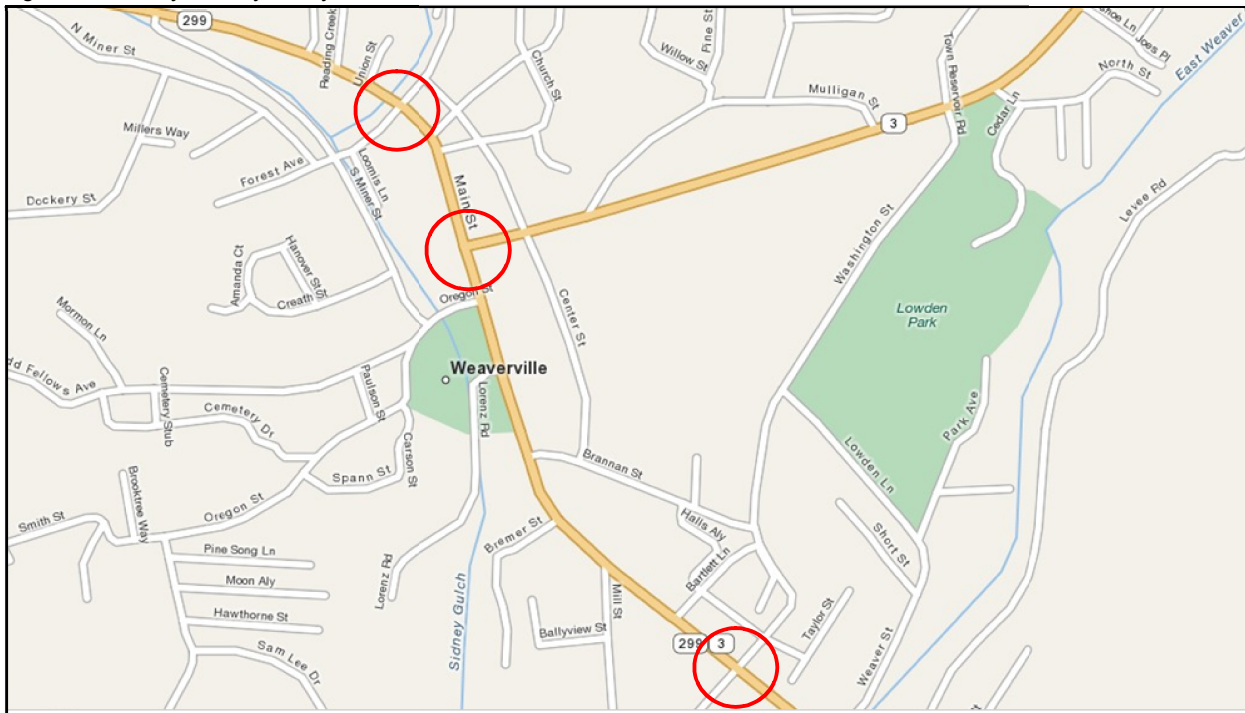 299
N Miner St
Reading Creek
Union St
Church St
Pine St
Willow St
Town Reservoir Rd
Joes Pl
East Weaver
North St
Mulligan St
3
Cedar Ln
Millers Way
Loomis Ln
S Miner St
Forest Ave
Dockery St
Main St
Levee Rd
Washington St
Hanover St
Amanda Ct
Creath St
Oregon St
Center St
Lowden
Park
Mormon Ln
Weaverville
Fellows Ave
Cemetery Stub
Paulson St
Lorenz Rd
Cemetery Dr
Carson St
Park Ave
Lowden Ln
Brannan St
Spann St
Brooktree Way
Oregon St
Smith St
Halls Aly
Bremer St
Short St
Pine Song Ln
Bartlett Ln
Moon Aly
Lorenz Rd
Sidney Gulch
Mill St
Hawthorne St
Taylor St
Ballyview St
Weaver St
299
3
Sam Lee Dr